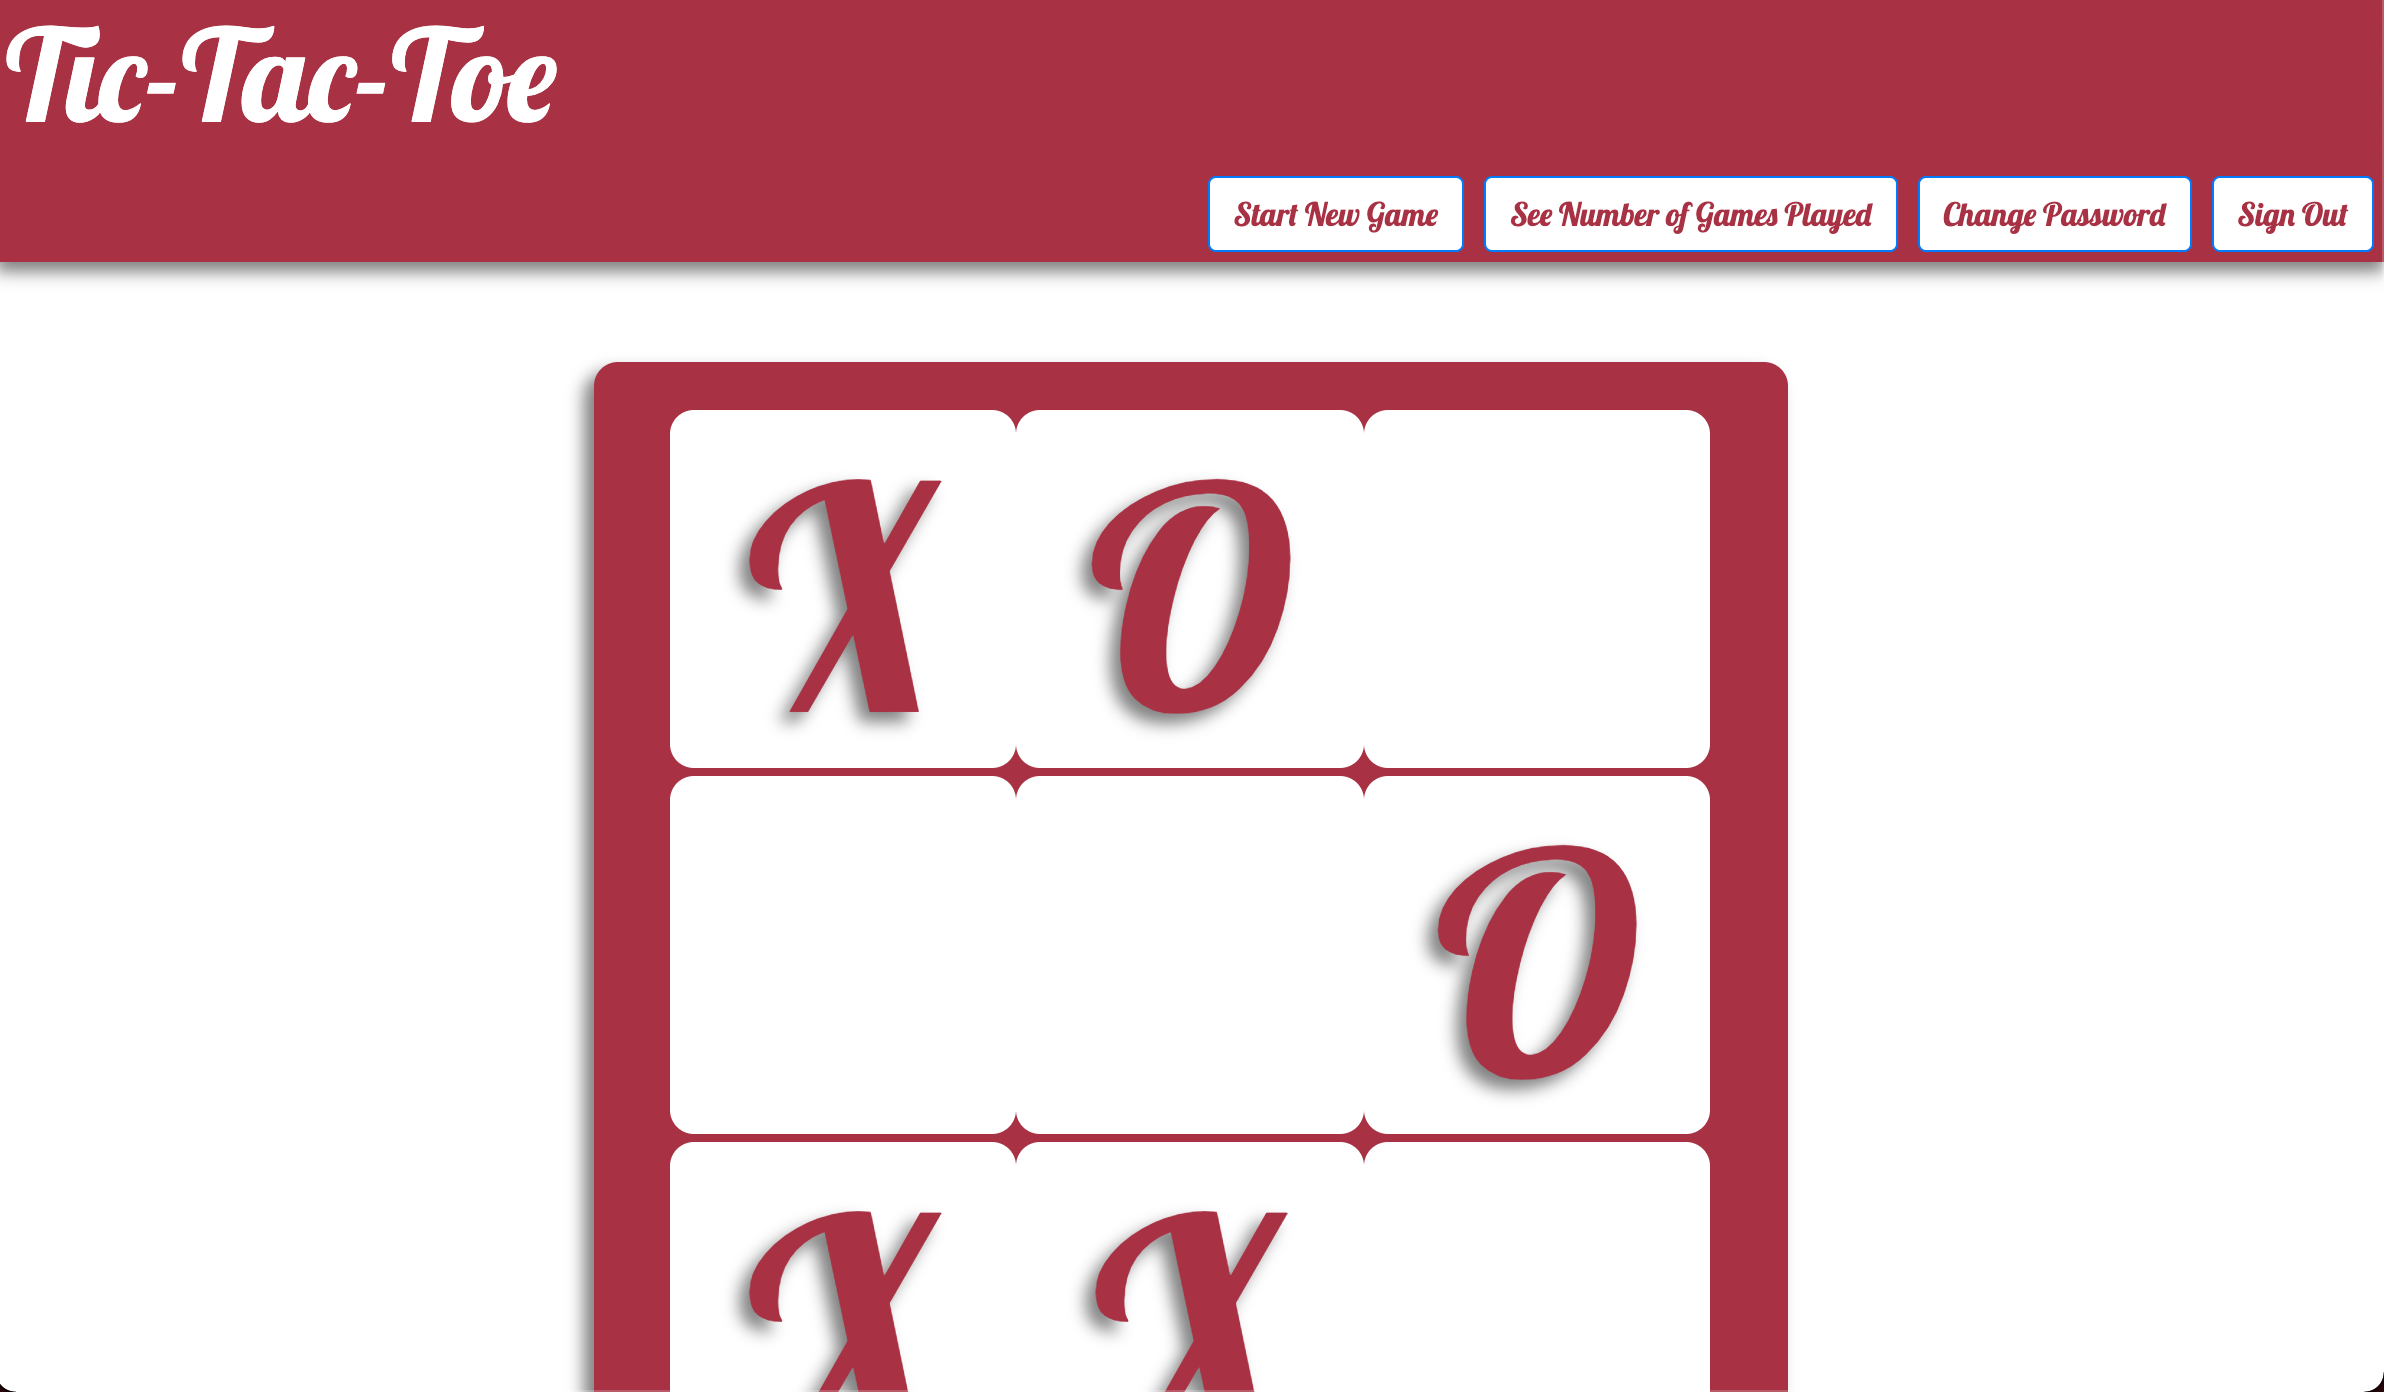 Tic-Tac-Toe
Start New Game See Number of Games Played Change Password Sign Out
X O
O
X X